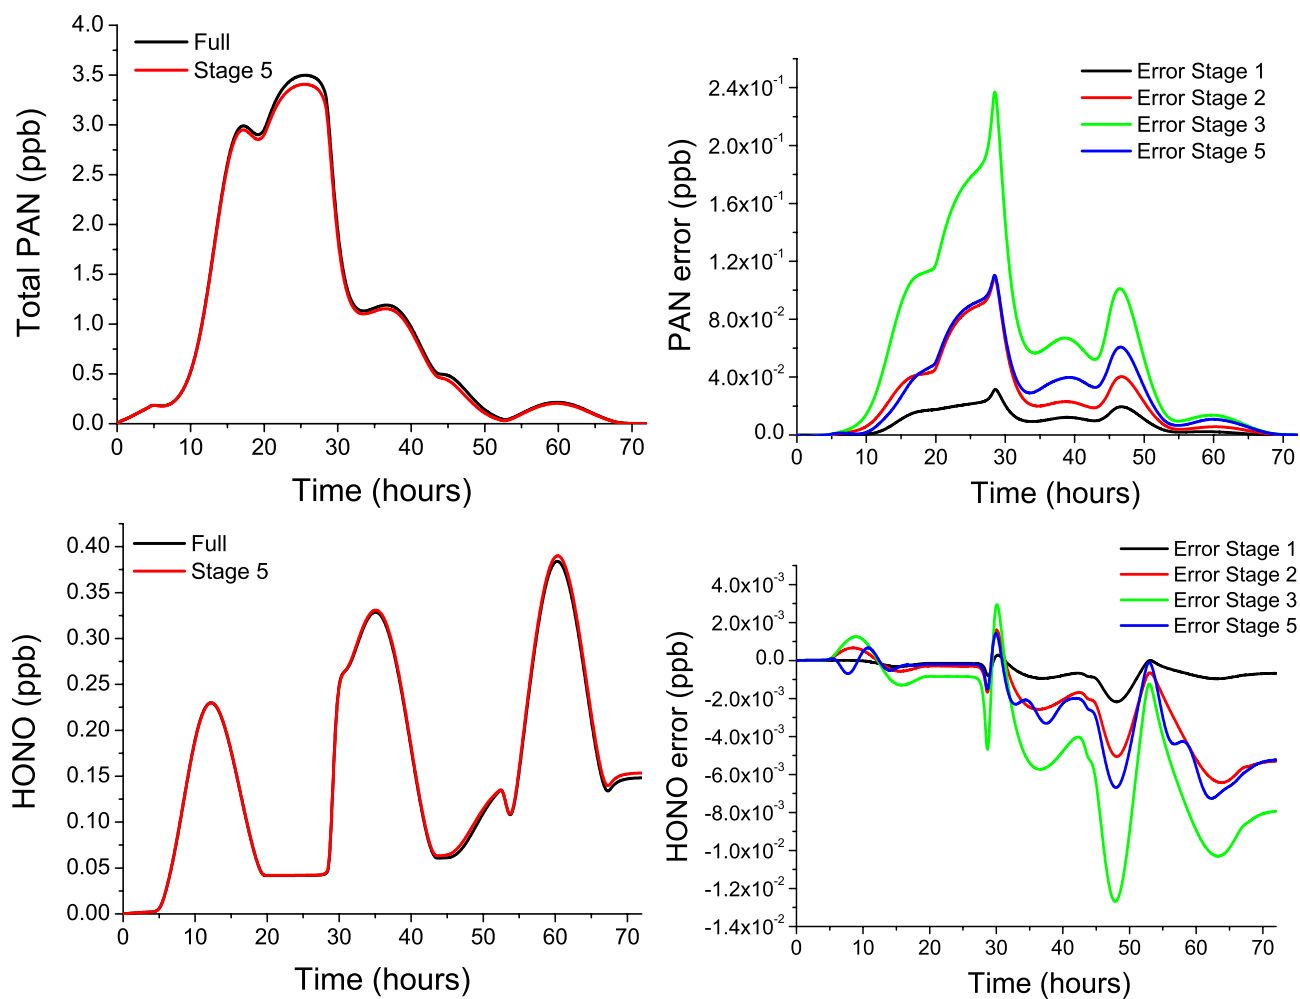 4.0
3.5
3.0
2.5
2.0
1.5
1.0
0.5
0.0
Total PAN (ppb)
Full
Stage 5
0 10 20 30 40 50 60 70
Time (hours)
2.4x10⁻¹
2.0x10⁻¹
1.6x10⁻¹
1.2x10⁻¹
8.0x10⁻²
4.0x10⁻²
0.0
PAN error (ppb)
Error Stage 1
Error Stage 2
Error Stage 3
Error Stage 5
0 10 20 30 40 50 60 70
Time (hours)
0.40
0.35
0.30
0.25
0.20
0.15
0.10
0.05
0.00
HONO (ppb)
Full
Stage 5
0 10 20 30 40 50 60 70
Time (hours)
4.0x10⁻³
2.0x10⁻³
0.0
-2.0x10⁻³
-4.0x10⁻³
-6.0x10⁻³
-8.0x10⁻³
-1.0x10⁻²
-1.2x10⁻²
-1.4x10⁻²
HONO error (ppb)
Error Stage 1
Error Stage 2
Error Stage 3
Error Stage 5
0 10 20 30 40 50 60 70
Time (hours)